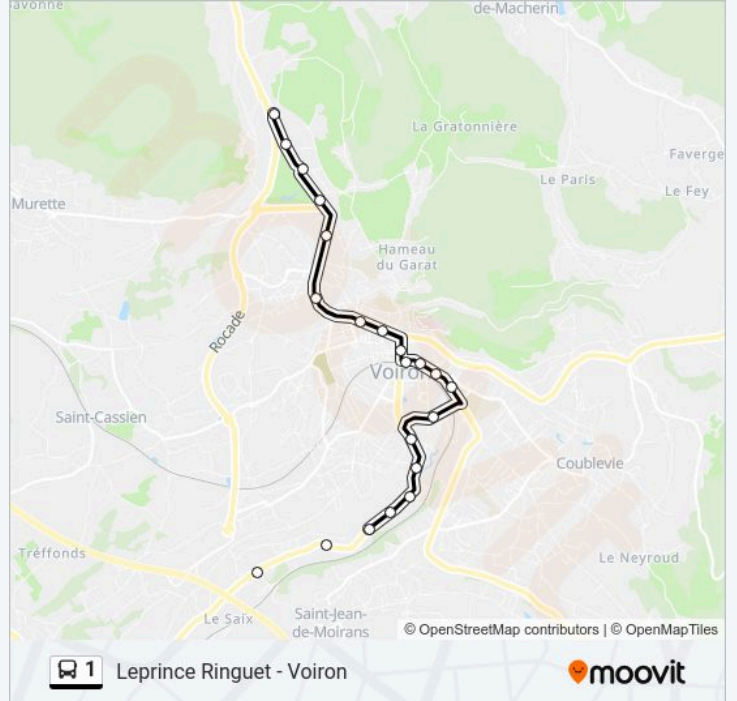 avonne
de-Macherin
La Gratonnière
Faverge
Le Paris
Le Fey
Murette
Hameau
du Garat
Rocade
Voiron
Saint-Cassien
Coublevie
Tréffonds
Le Neyroud
Le Saix
Saint-Jean-
de-Moirans
© OpenStreetMap contributors | © OpenMapTiles
1 Leprince Ringuet - Voiron
moovit